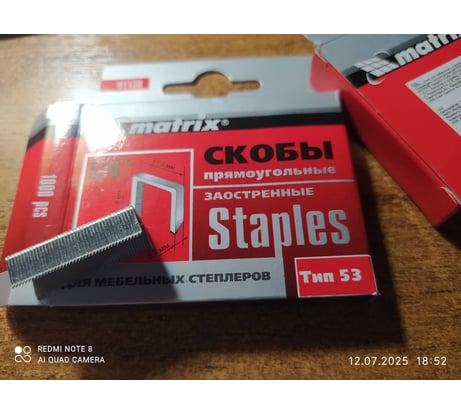 matrix®
matrix
1000 pcs
СКОБЫ
прямоугольные
ЗАОСТРЕННЫЕ
Staples
ДЛЯ МЕБЕЛЬНЫХ СТЕПЛЕРОВ
Тип 53
REDMI NOTE 8
AI QUAD CAMERA
12.07.2025 18:52